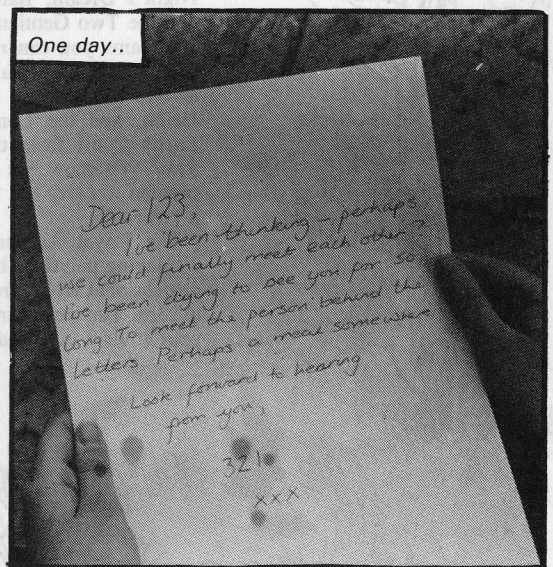 One day..
Dear 123,
I've been thinking - perhaps
we could finally meet each other?
I've been dying to see you for so
long To meet the person behind the
letters Perhaps a meal somewhere
Look forward to hearing
from you,
321
xxx